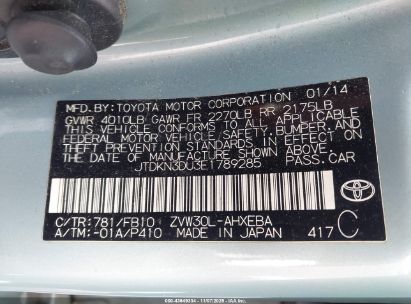 MFD. BY: TOYOTA MOTOR CORPORATION 01/14
GVWR 4010LB GAWR FR 2270LB RR 2175LB
THIS VEHICLE CONFORMS TO ALL APPLICABLE
FEDERAL MOTOR VEHICLE SAFETY, BUMPER, AND
THEFT PREVENTION STANDARDS IN EFFECT ON
THE DATE OF MANUFACTURE SHOWN ABOVE.
JTDKN3DU3E1789285 PASS.CAR
C/TR: 781/FB10 ZVW30L-AHXEBA C
A/TM: -01A/P410 MADE IN JAPAN 417
TOYOTA